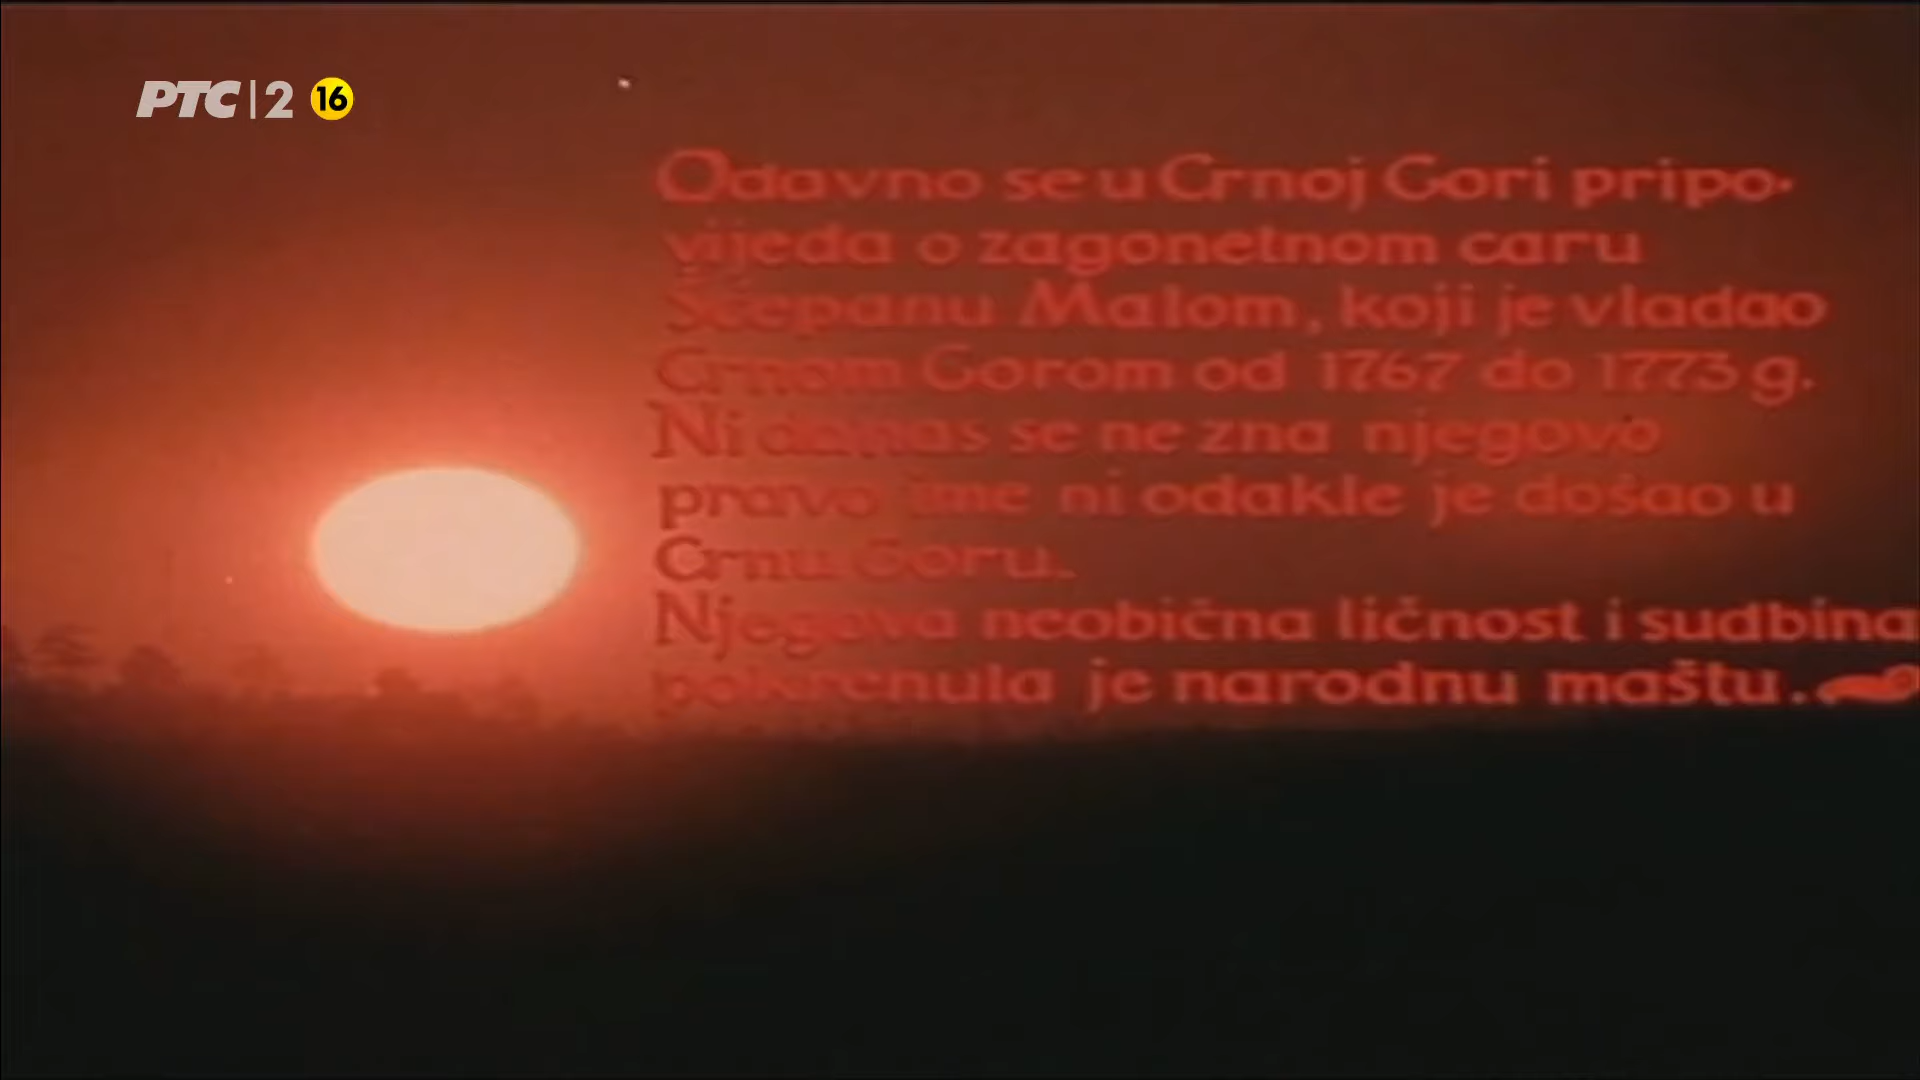 РТС|2 16
Odavno se u Crnoj Gori pripo-
vijeda o zagonetnom caru
Šćepanu Malom, koji je vladao
Crnom Gorom od 1767 do 1773 g.
Ni danas se ne zna njegovo
pravo ime ni odakle je došao u
Crnu Goru.
Njegova neobična ličnost i sudbina
pokrenula je narodnu maštu.